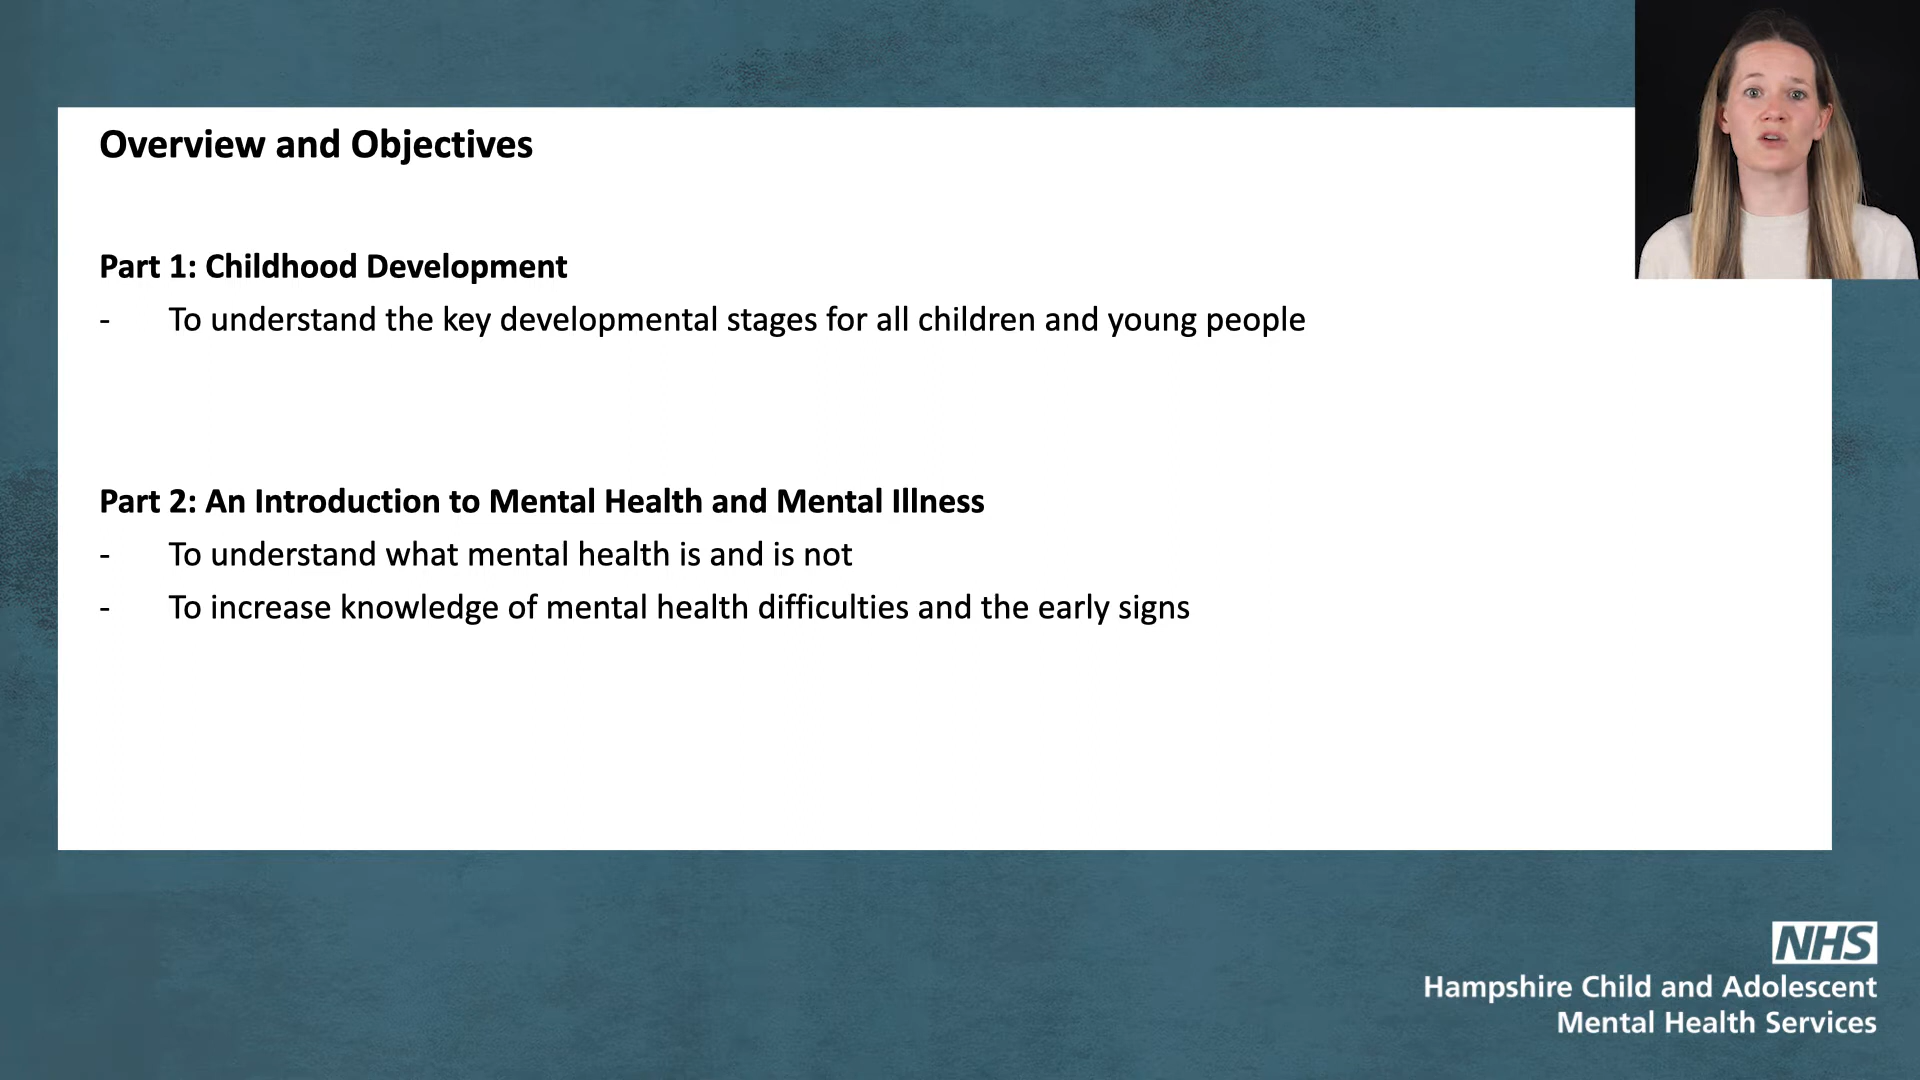 Overview and Objectives
Part 1: Childhood Development
- To understand the key developmental stages for all children and young people
Part 2: An Introduction to Mental Health and Mental Illness
- To understand what mental health is and is not
- To increase knowledge of mental health difficulties and the early signs
NHS
Hampshire Child and Adolescent
Mental Health Services